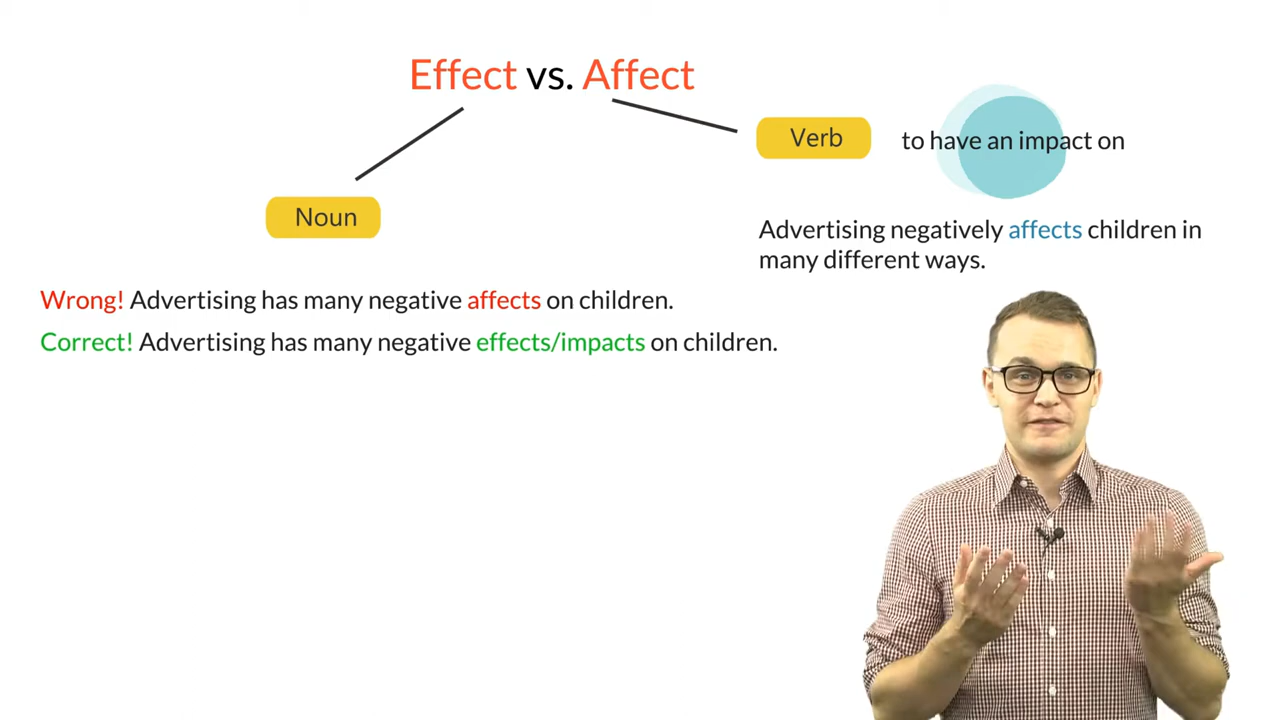 Effect vs. Affect
Verb
to have an impact on
Noun
Advertising negatively affects children in
many different ways.
Wrong! Advertising has many negative affects on children.
Correct! Advertising has many negative effects/impacts on children.